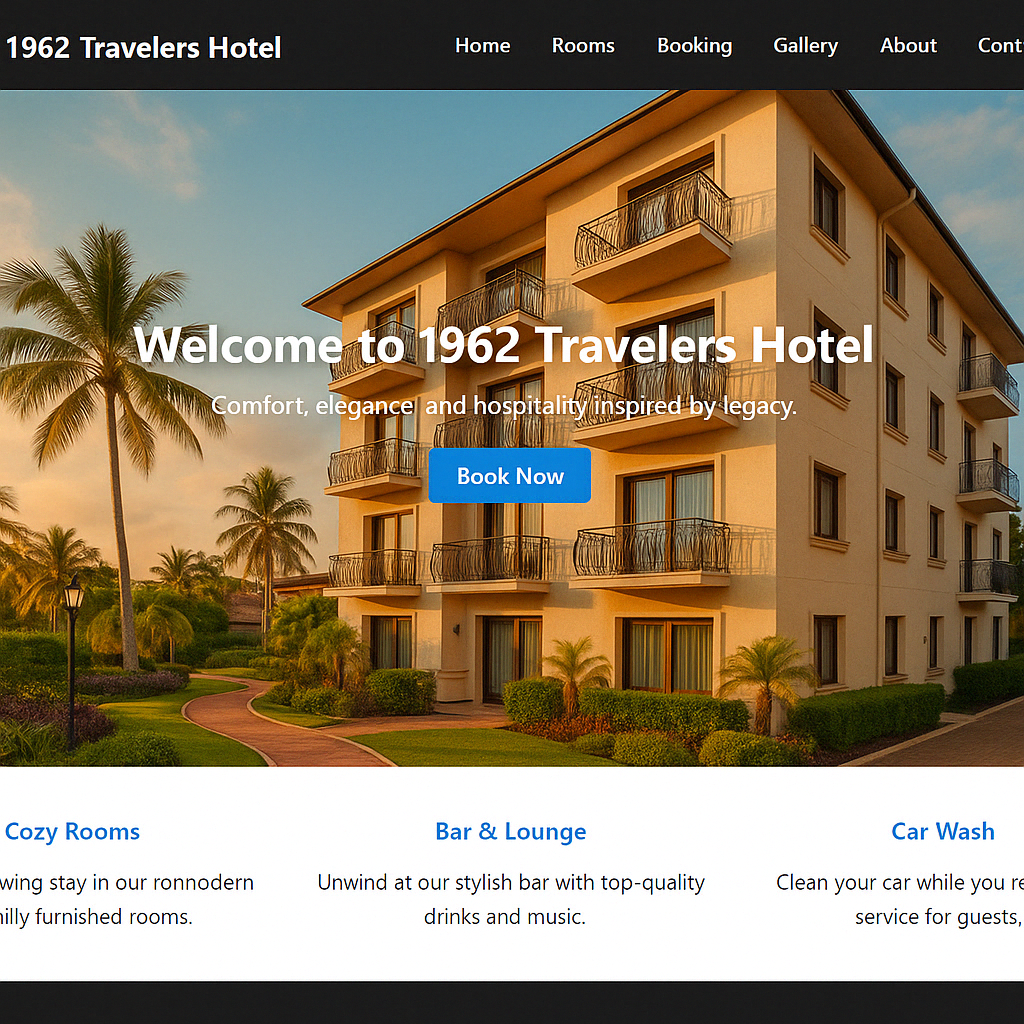 1962 Travelers Hotel
Home Rooms Booking Gallery About Cont
Welcome to 1962 Travelers Hotel
Comfort, elegance and hospitality inspired by legacy.
Book Now
Cozy Rooms
wing stay in our ronnodern
illy furnished rooms.
Bar & Lounge
Unwind at our stylish bar with top-quality
drinks and music.
Car Wash
Clean your car while you re
service for guests,